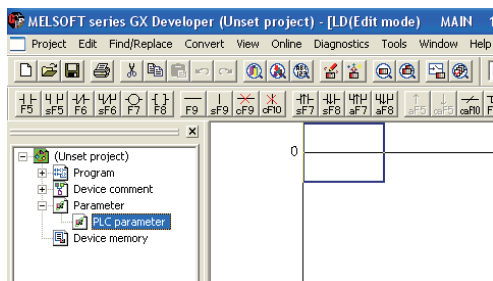 MELSOFT series GX Developer (Unset project) - [LD(Edit mode) MAIN 1
Project Edit Find/Replace Convert View Online Diagnostics Tools Window Help
F5 sF5 F6 sF6 F7 F8 F9 sF9 cF9 cF10 sF7 sF8 aF7 aF8 aF5 caF5 caF10 F
(Unset project)
0
Program
Device comment
Parameter
PLC parameter
Device memory